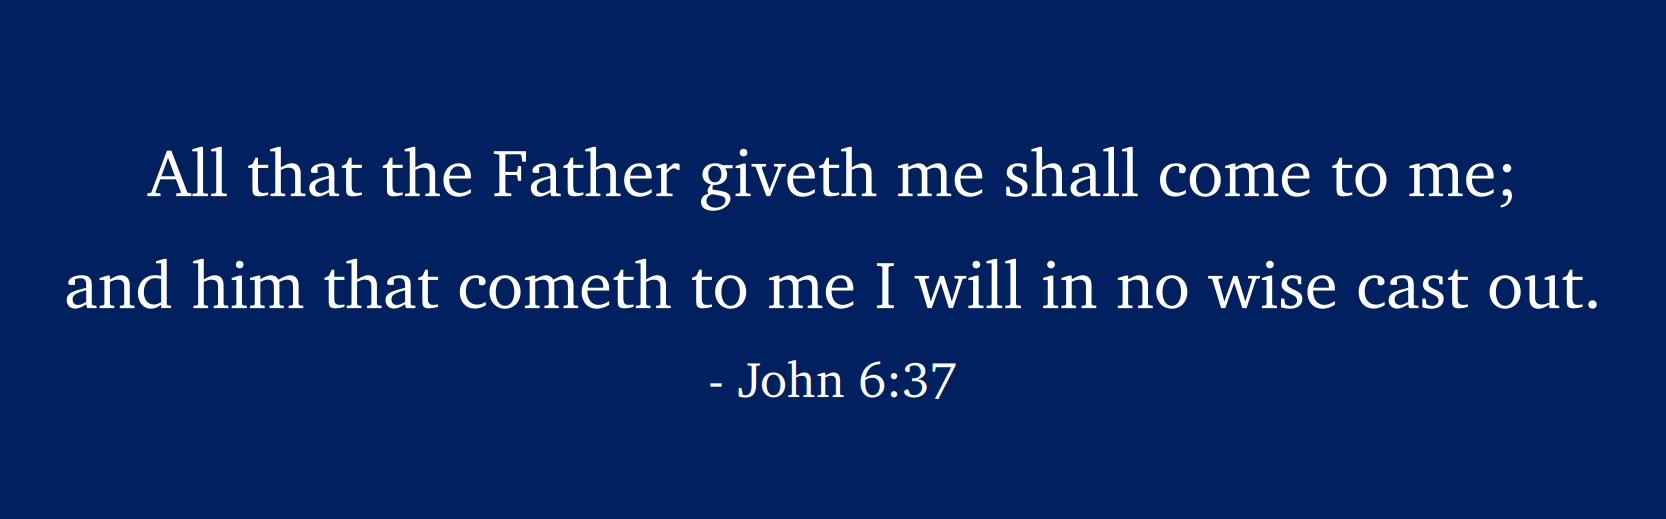 All that the Father giveth me shall come to me;
and him that cometh to me I will in no wise cast out.
- John 6:37